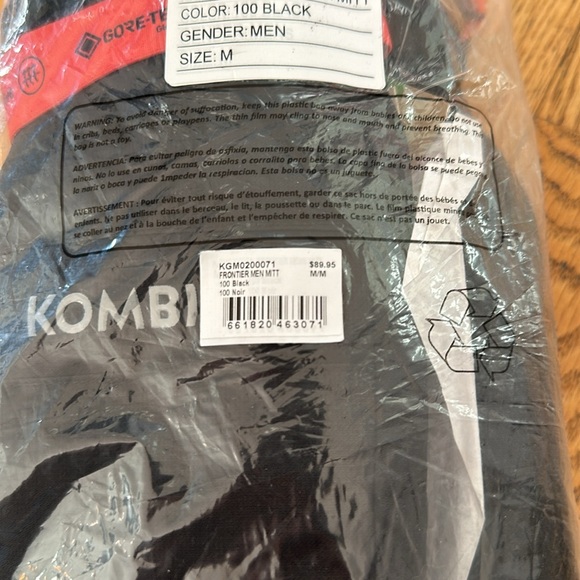 MITT
COLOR: 100 BLACK
GENDER: MEN
SIZE: M
GORE-TE
WARNING: To avoid danger of suffocation, keep this plastic bag away from babies and children. Do not use
in cribs, beds, carriages or playpens. The thin film may cling to nose and mouth and prevent breathing. This
bag is not a toy.
ADVERTENCIA: Para evitar peligro de asfixia, mantenga esta bolsa de plastico fuera del alcance de bebes y
ninos. No la use en cunas, camas, carriolas o corralito para bebes. La capa fina de la bolsa se puede pegar
la nariz o boca y puede impedir la respiracion. Esta bolsa no es un juguete.
AVERTISSEMENT: Pour éviter tout risque d'étouffement, garder ce sac hors de portée des bébés
enfants. Ne pas utiliser dans le berceau, le lit, la poussette ou dans le parc. Le film plastique mince
se coller au nez et à la bouche de l'enfant et l'empêcher de respirer. Ce sac n'est pas un jouet.
KGM0200071 $89.95
FRONTIER MEN MITT M/M
100 Black
100 Noir
661820 463071
KOMBI